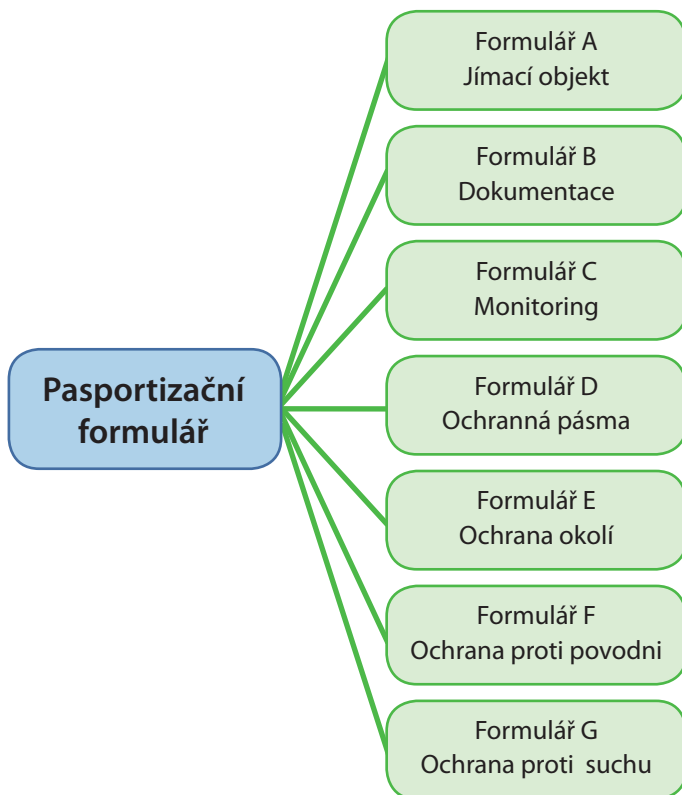 Formulář A
Jímací objekt
Formulář B
Dokumentace
Formulář C
Monitoring
Pasportizační
formulář
Formulář D
Ochranná pásma
Formulář E
Ochrana okolí
Formulář F
Ochrana proti povodni
Formulář G
Ochrana proti suchu